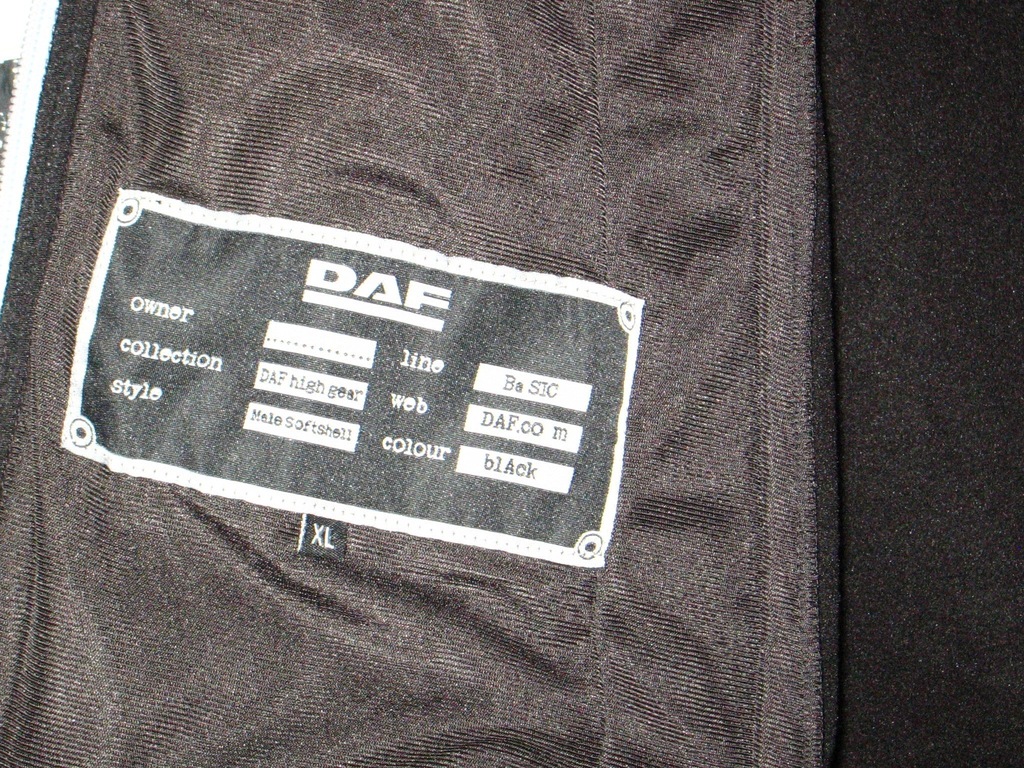 DAF
owner ............. line Ba SIC
collection DAF high gear web DAF.co m
style Male Softshell colour blAck
XL